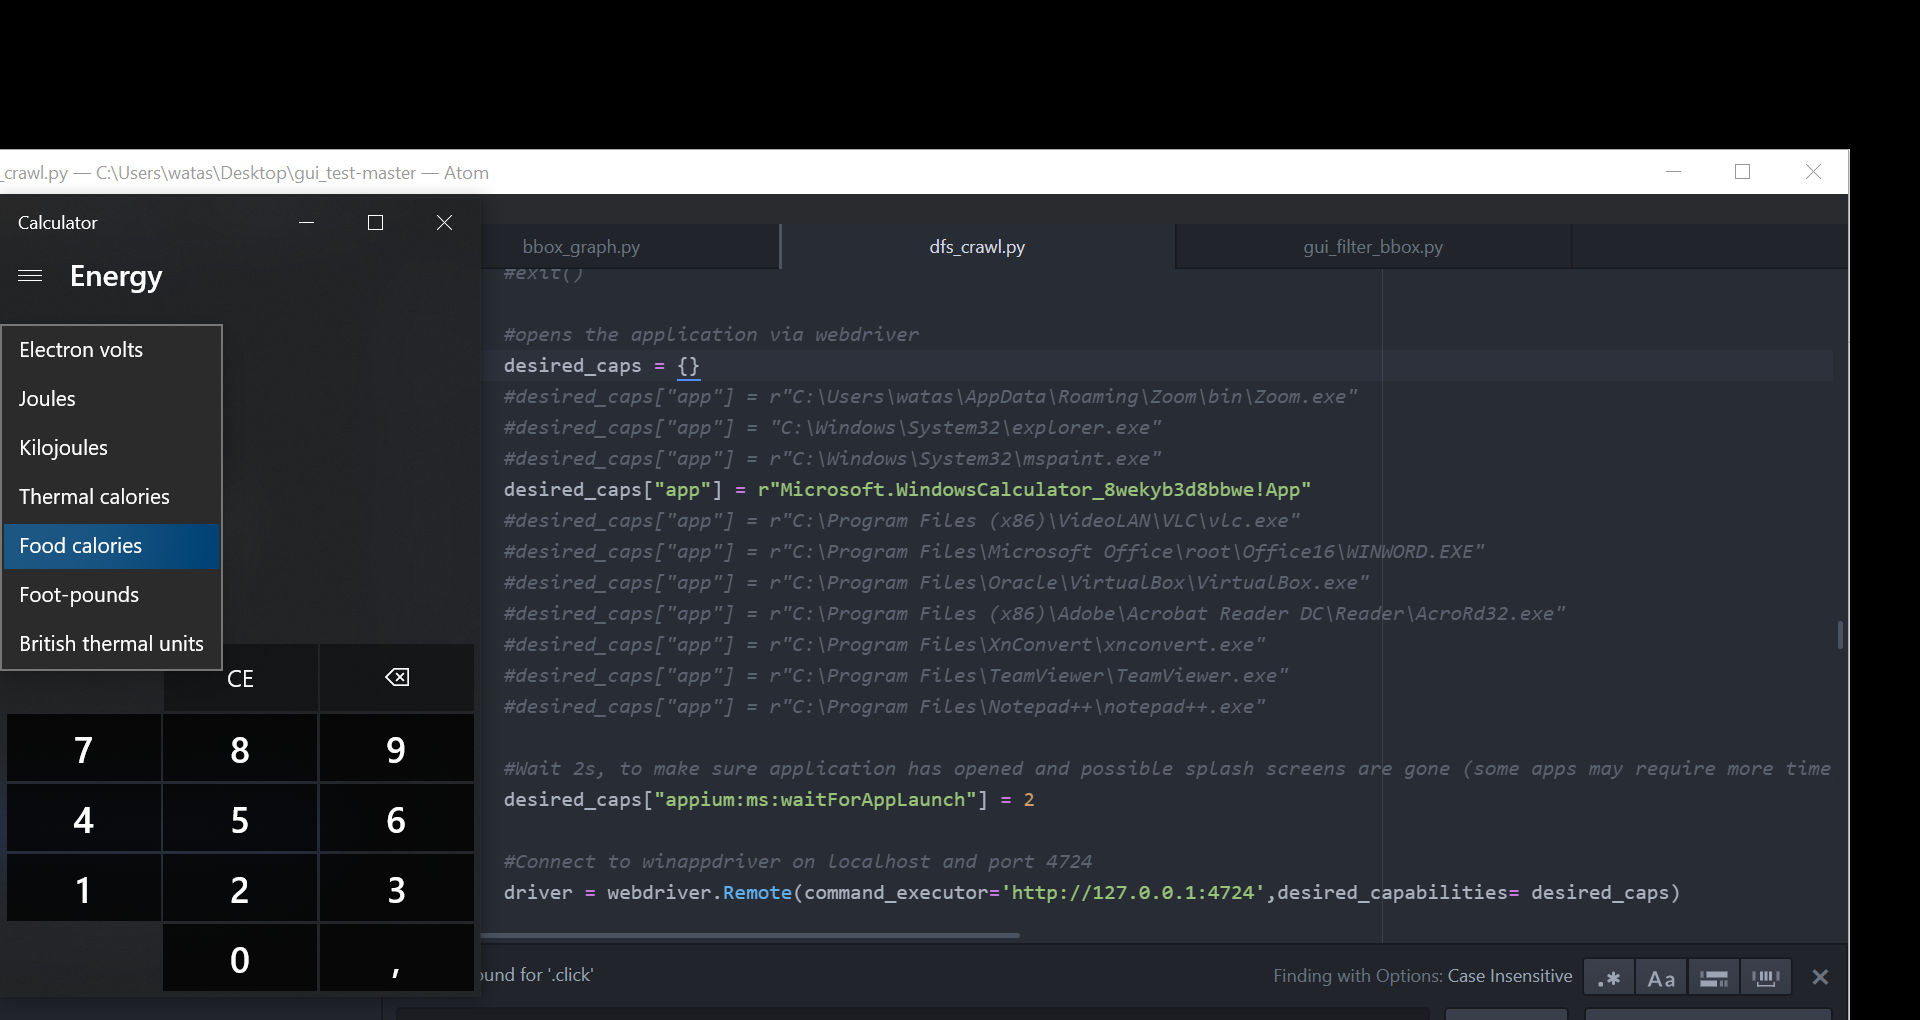 _crawl.py — C:\Users\watas\Desktop\gui_test-master — Atom
Calculator
Energy
Electron volts
Joules
Kilojoules
Thermal calories
Food calories
Foot-pounds
British thermal units
CE
7 8 9
4 5 6
1 2 3
0 ,
bbox_graph.py dfs_crawl.py gui_filter_bbox.py
#exit()
#opens the application via webdriver
desired_caps = {}
#desired_caps["app"] = r"C:\Users\watas\AppData\Roaming\Zoom\bin\Zoom.exe"
#desired_caps["app"] = "C:\Windows\System32\explorer.exe"
#desired_caps["app"] = r"C:\Windows\System32\mspaint.exe"
desired_caps["app"] = r"Microsoft.WindowsCalculator_8wekyb3d8bbwe!App"
#desired_caps["app"] = r"C:\Program Files (x86)\VideoLAN\VLC\vlc.exe"
#desired_caps["app"] = r"C:\Program Files\Microsoft Office\root\Office16\WINWORD.EXE"
#desired_caps["app"] = r"C:\Program Files\Oracle\VirtualBox\VirtualBox.exe"
#desired_caps["app"] = r"C:\Program Files (x86)\Adobe\Acrobat Reader DC\Reader\AcroRd32.exe"
#desired_caps["app"] = r"C:\Program Files\XnConvert\xnconvert.exe"
#desired_caps["app"] = r"C:\Program Files\TeamViewer\TeamViewer.exe"
#desired_caps["app"] = r"C:\Program Files\Notepad++\notepad++.exe"
#Wait 2s, to make sure application has opened and possible splash screens are gone (some apps may require more time
desired_caps["appium:ms:waitForAppLaunch"] = 2
#Connect to winappdriver on localhost and port 4724
driver = webdriver.Remote(command_executor='http://127.0.0.1:4724',desired_capabilities= desired_caps)
ound for '.click'
Finding with Options: Case Insensitive
.* Aa